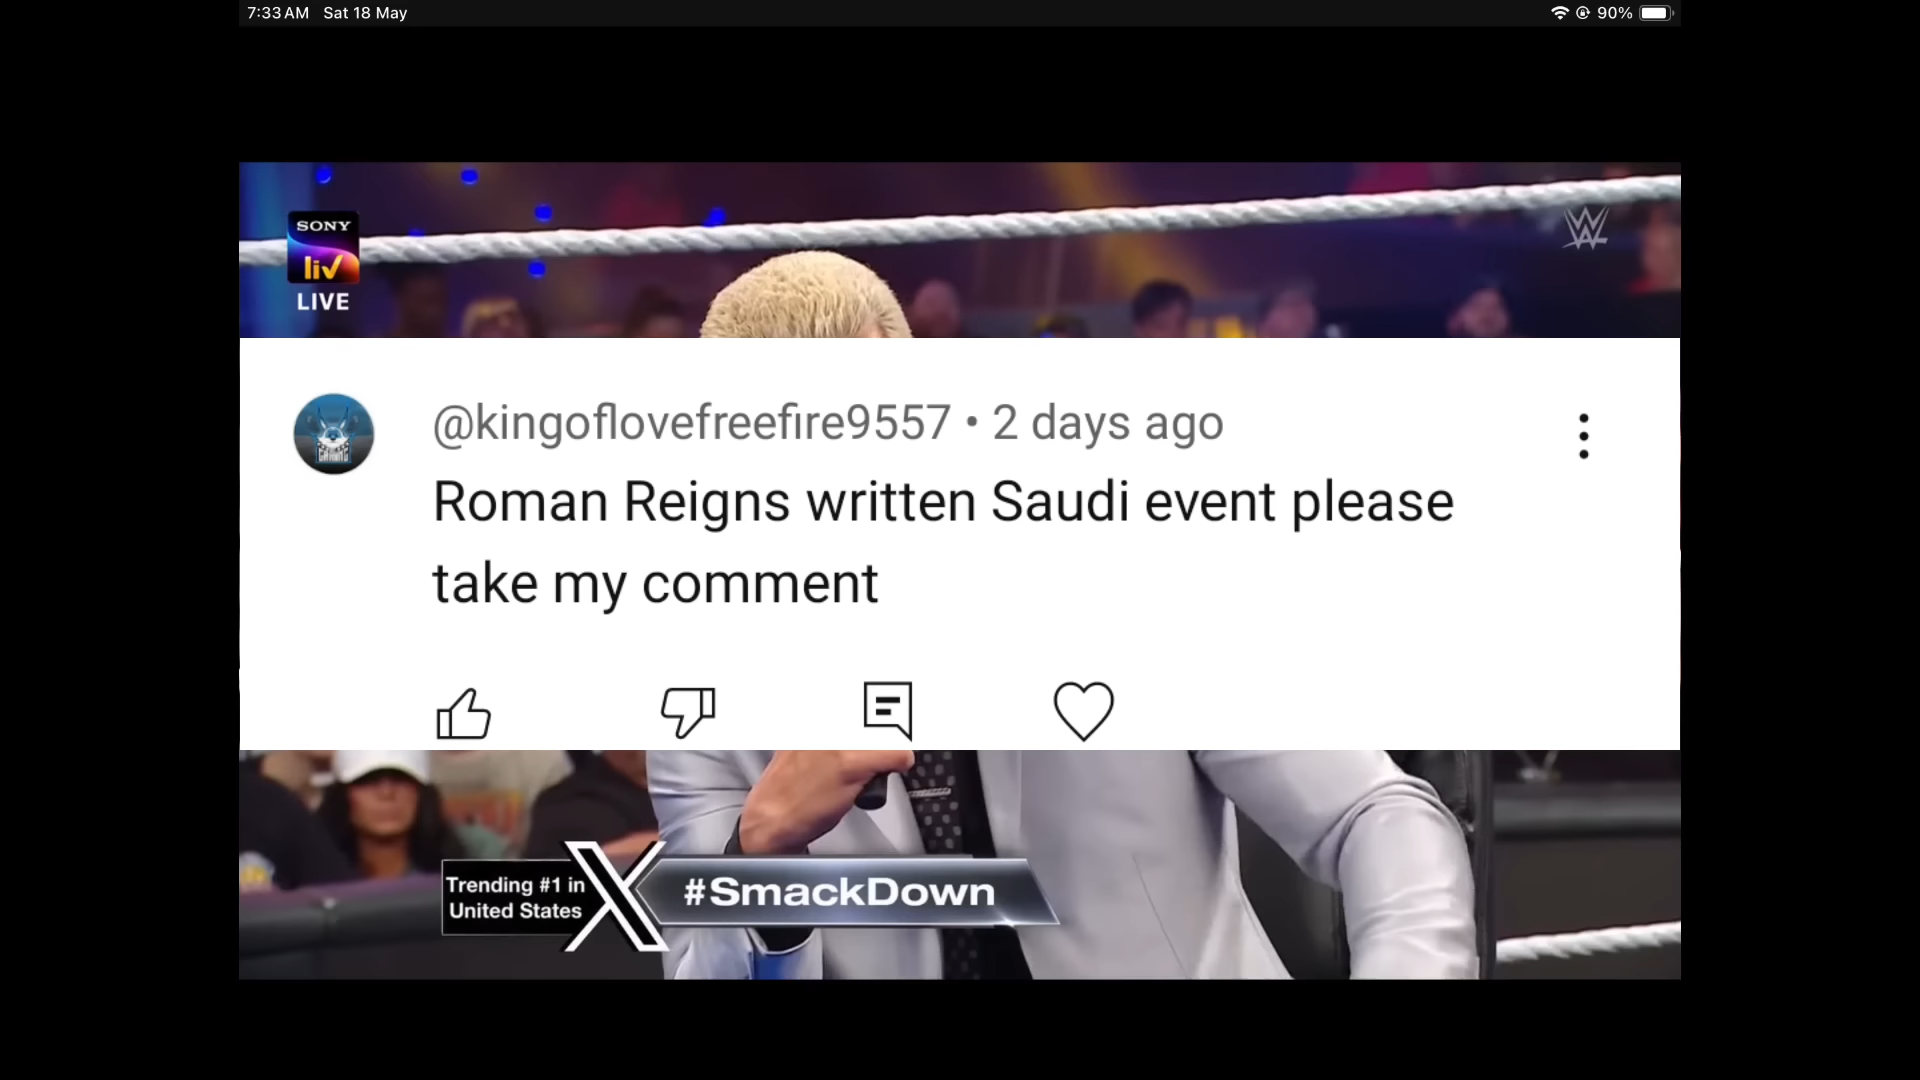 7:33 AM Sat 18 May
90%
SONY
liv
LIVE
W
@kingoflovefreefire9557 • 2 days ago
Roman Reigns written Saudi event please
take my comment
Trending #1 in
United States
X
#SmackDown